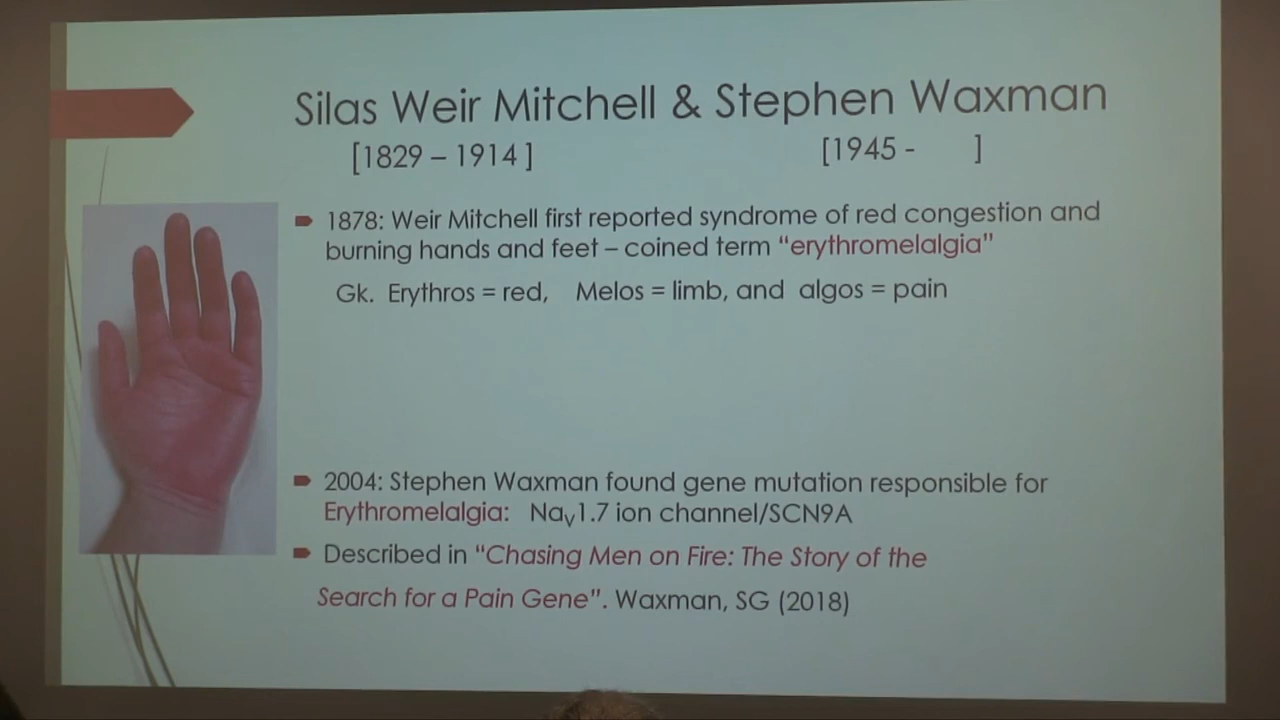 Silas Weir Mitchell & Stephen Waxman
[1829 – 1914 ] [1945 - ]
1878: Weir Mitchell first reported syndrome of red congestion and
burning hands and feet – coined term “erythromelalgia”
Gk. Erythros = red, Melos = limb, and algos = pain
2004: Stephen Waxman found gene mutation responsible for
Erythromelalgia: Naᵥ1.7 ion channel/SCN9A
Described in “Chasing Men on Fire: The Story of the
Search for a Pain Gene”. Waxman, SG (2018)